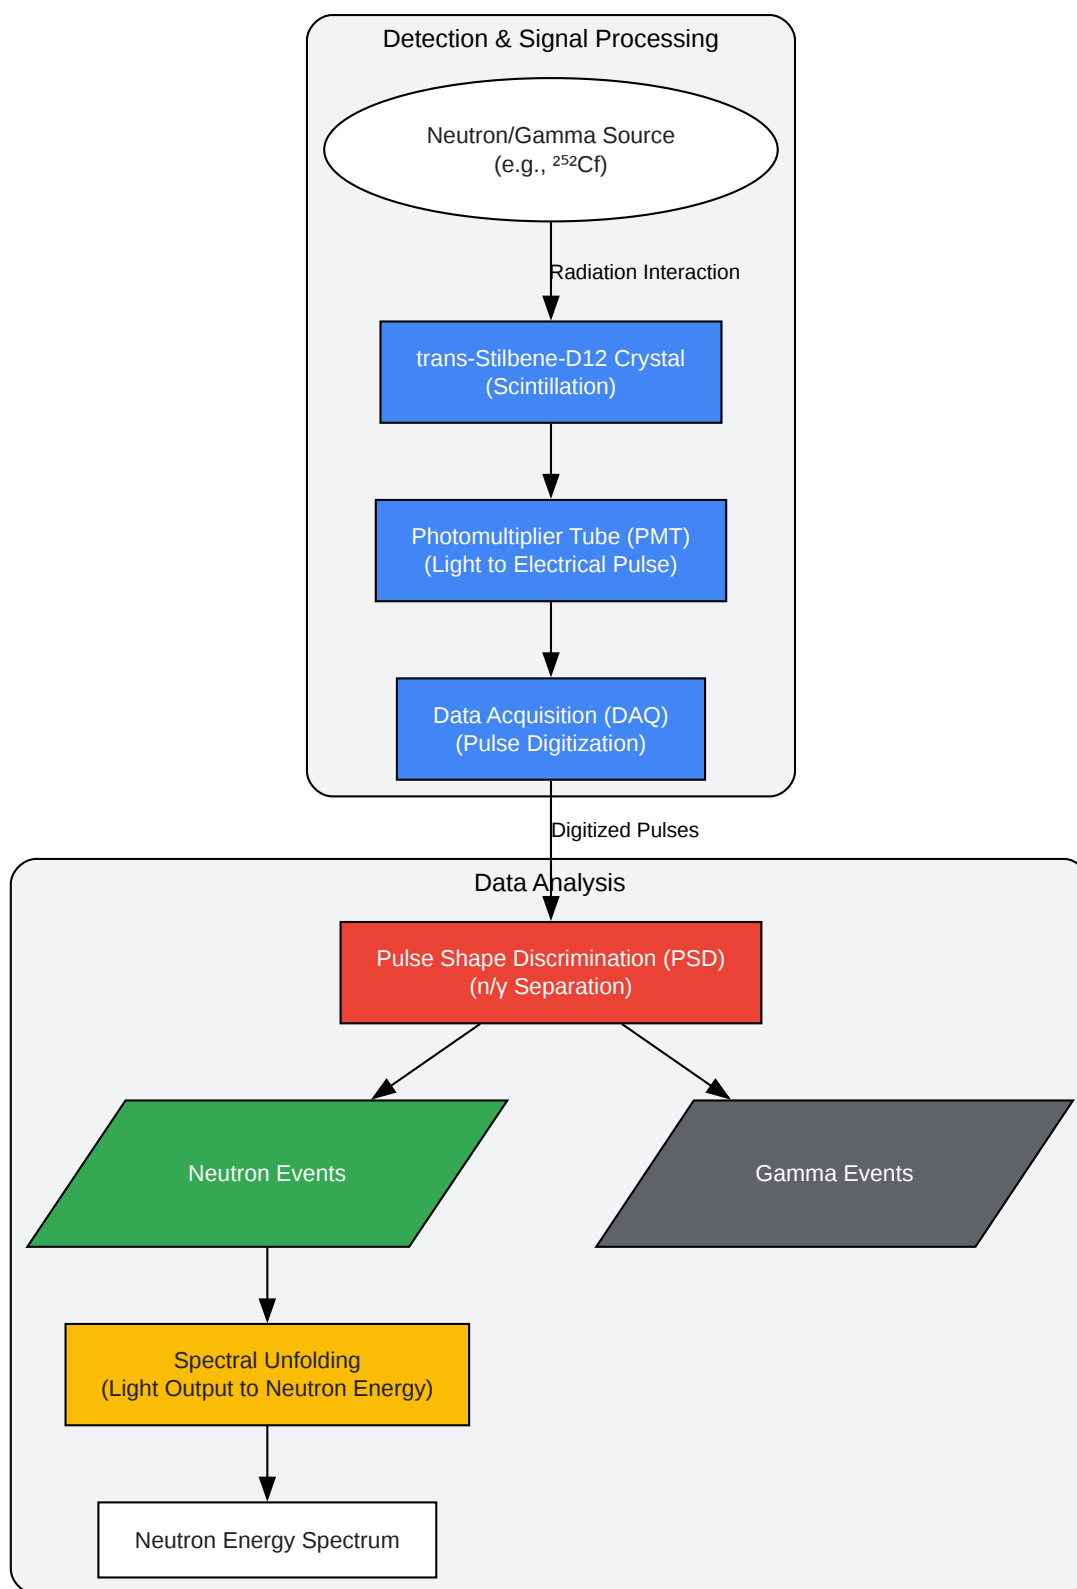 Detection & Signal Processing
Neutron/Gamma Source
(e.g., ²⁵²Cf)
Radiation Interaction
trans-Stilbene-D12 Crystal
(Scintillation)
Photomultiplier Tube (PMT)
(Light to Electrical Pulse)
Data Acquisition (DAQ)
(Pulse Digitization)
Digitized Pulses
Data Analysis
Pulse Shape Discrimination (PSD)
(n/γ Separation)
Neutron Events
Gamma Events
Spectral Unfolding
(Light Output to Neutron Energy)
Neutron Energy Spectrum